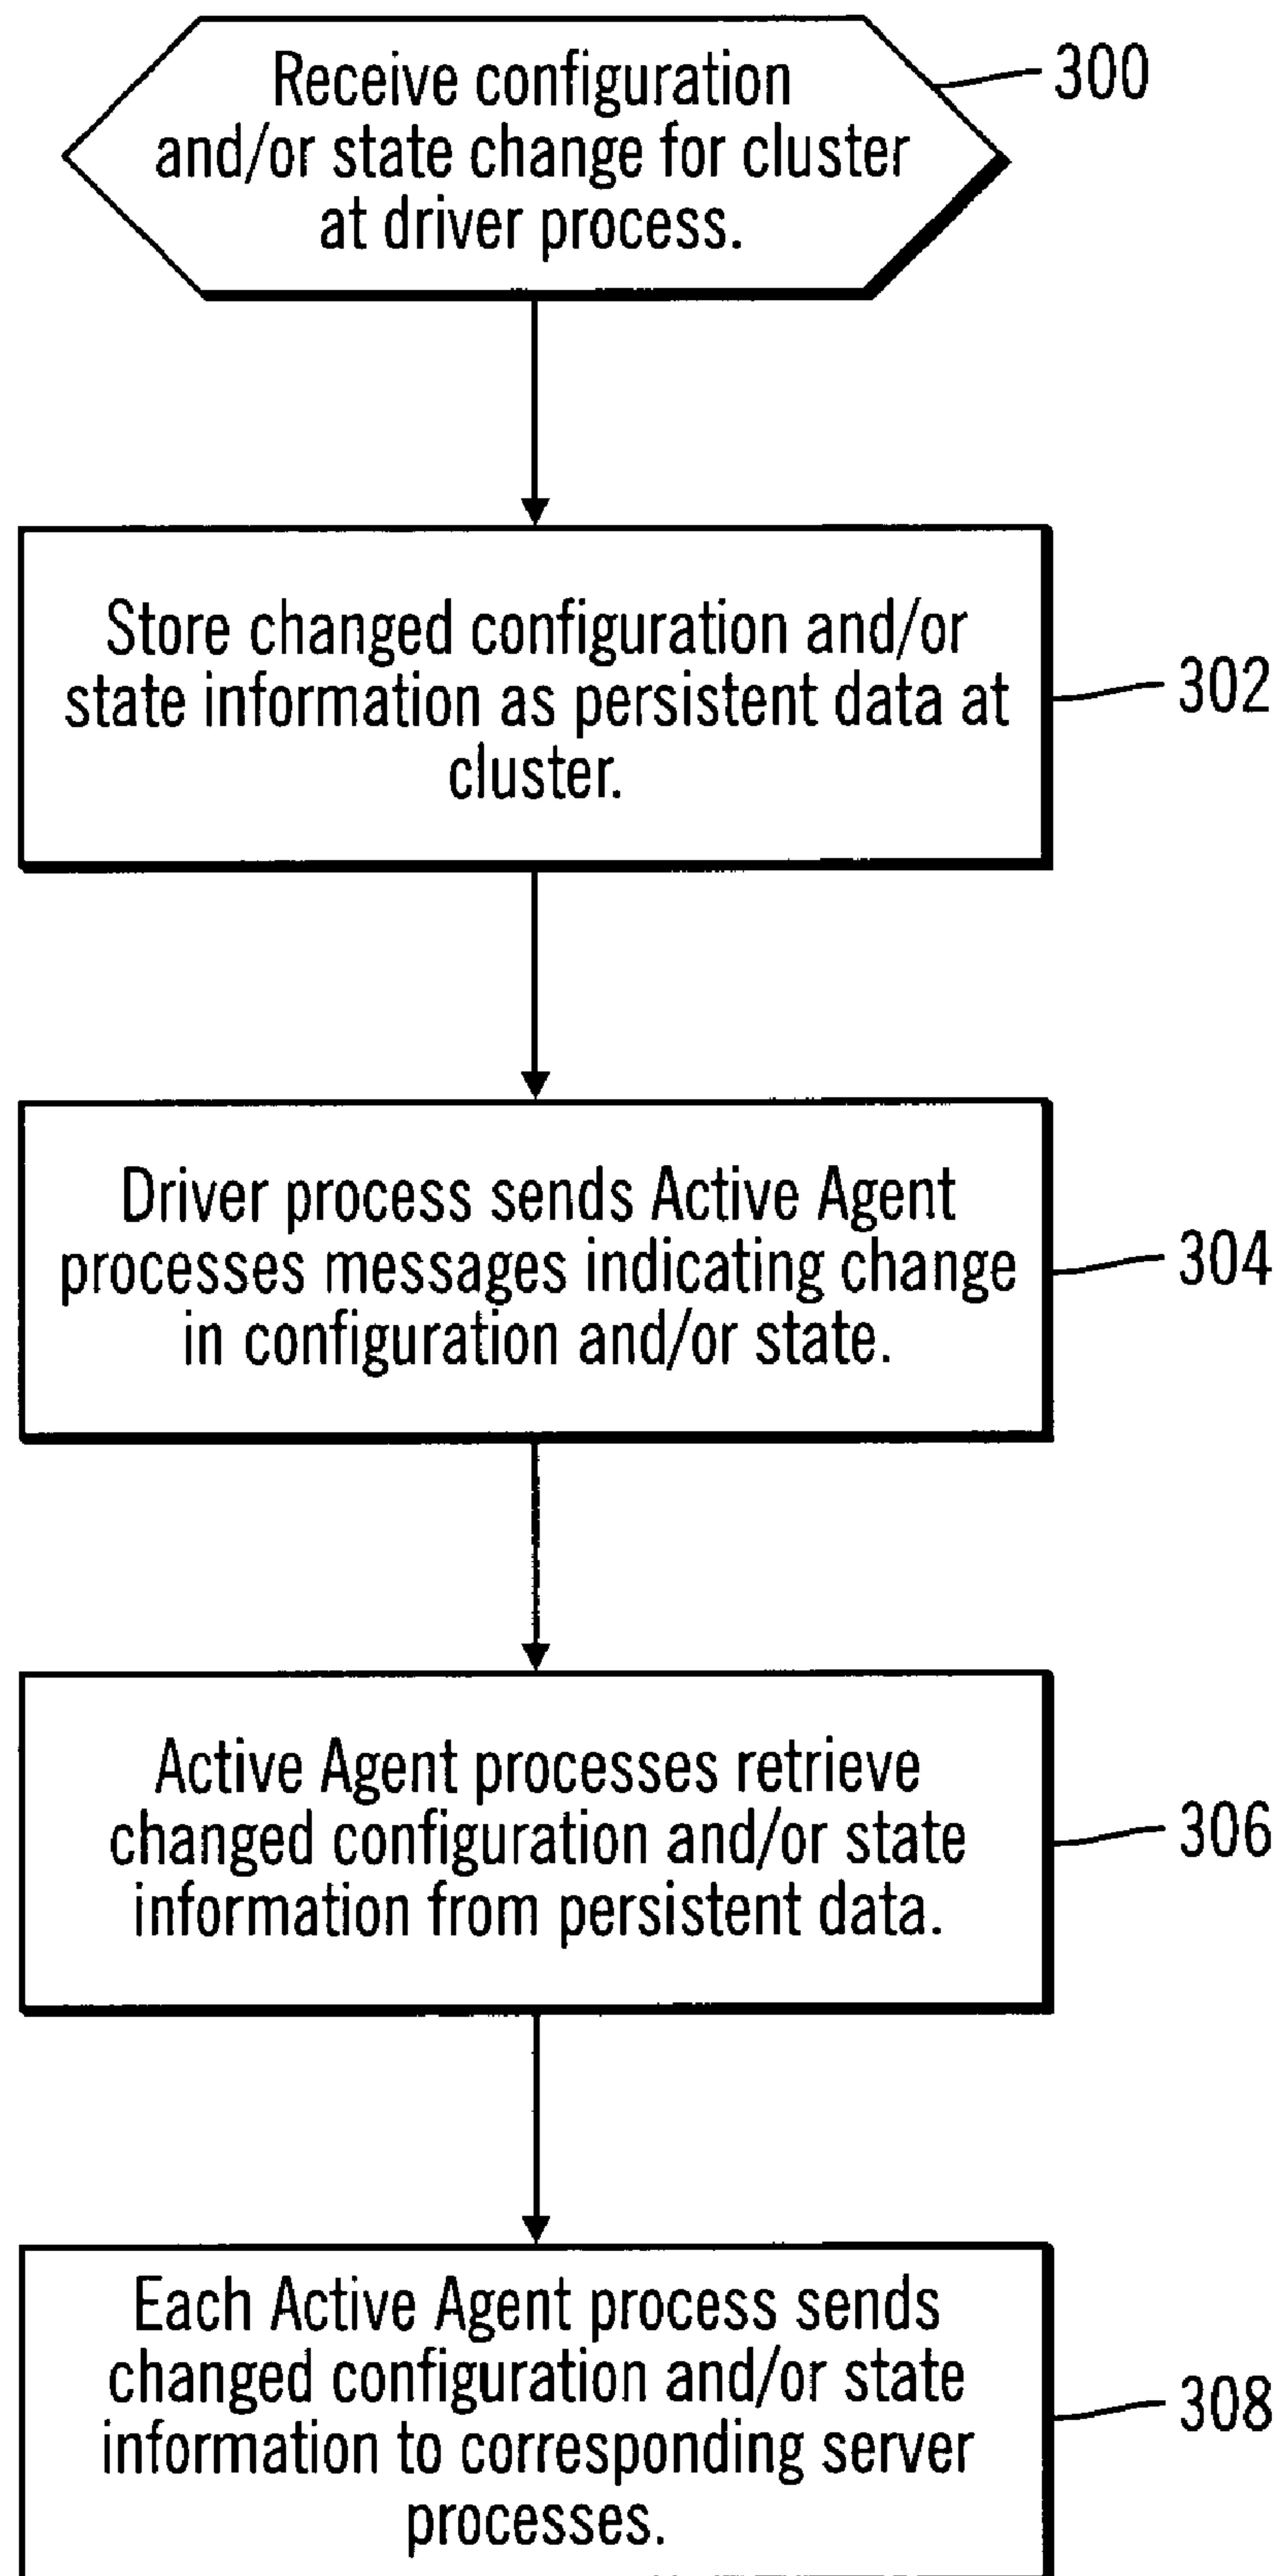 Receive configuration
and/or state change for cluster
at driver process.
300
Store changed configuration and/or
state information as persistent data at
cluster.
302
Driver process sends Active Agent
processes messages indicating change
in configuration and/or state.
304
Active Agent processes retrieve
changed configuration and/or state
information from persistent data.
306
Each Active Agent process sends
changed configuration and/or state
information to corresponding server
processes.
308